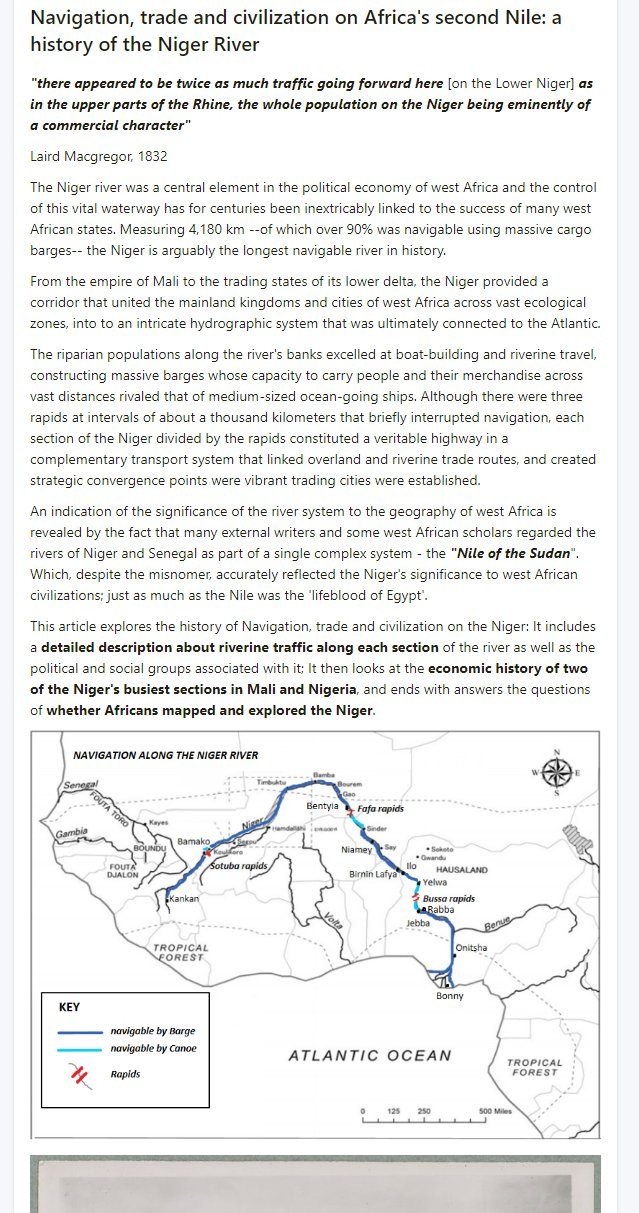 Navigation, trade and civilization on Africa's second Nile: a
history of the Niger River
"there appeared to be twice as much traffic going forward here [on the Lower Niger] as
in the upper parts of the Rhine, the whole population on the Niger being eminently of
a commercial character"
Laird Macgregor, 1832
The Niger river was a central element in the political economy of west Africa and the control
of this vital waterway has for centuries been inextricably linked to the success of many west
African states. Measuring 4,180 km --of which over 90% was navigable using massive cargo
barges-- the Niger is arguably the longest navigable river in history.
From the empire of Mali to the trading states of its lower delta, the Niger provided a
corridor that united the mainland kingdoms and cities of west Africa across vast ecological
zones, into to an intricate hydrographic system that was ultimately connected to the Atlantic.
The riparian populations along the river's banks excelled at boat-building and riverine travel,
constructing massive barges whose capacity to carry people and their merchandise across
vast distances rivaled that of medium-sized ocean-going ships. Although there were three
rapids at intervals of about a thousand kilometers that briefly interrupted navigation, each
section of the Niger divided by the rapids constituted a veritable highway in a
complementary transport system that linked overland and riverine trade routes, and created
strategic convergence points were vibrant trading cities were established.
An indication of the significance of the river system to the geography of west Africa is
revealed by the fact that many external writers and some west African scholars regarded the
rivers of Niger and Senegal as part of a single complex system - the "Nile of the Sudan".
Which, despite the misnomer, accurately reflected the Niger's significance to west African
civilizations; just as much as the Nile was the 'lifeblood of Egypt'.
This article explores the history of Navigation, trade and civilization on the Niger: It includes
a detailed description about riverine traffic along each section of the river as well as the
political and social groups associated with it; It then looks at the economic history of two
of the Niger's busiest sections in Mali and Nigeria, and ends with answers the questions
of whether Africans mapped and explored the Niger.
NAVIGATION ALONG THE NIGER RIVER
N
W E
S
Senegal
FOUTA TORO
Gambia
Kayes
BOUNDU
FOUTA
DJALON
Bamako
Niger
Segou
Koulikoro
Sotuba rapids
Kankan
Hamdallahi
Timbuktu
Bamba
Bourem
Gao
Bentyia
Fafa rapids
Sinder
Niamey
Say
Birnin Lafya
Sokoto
Gwandu
Ilo
HAUSALAND
Yelwa
Bussa rapids
Rabba
Jebba
Benue
Volta
Onitsha
Bonny
TROPICAL
FOREST
KEY
navigable by Barge
navigable by Canoe
Rapids
ATLANTIC OCEAN
TROPICAL
FOREST
0 125 250 500 Miles